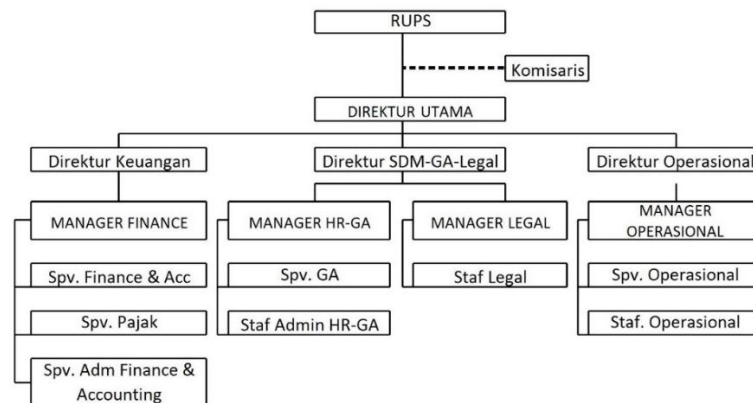 RUPS
Komisaris
DIREKTUR UTAMA
Direktur Keuangan
Direktur SDM-GA-Legal
Direktur Operasional
MANAGER FINANCE
MANAGER HR-GA
MANAGER LEGAL
MANAGER
OPERASIONAL
Spv. Finance & Acc
Spv. GA
Staf Legal
Spv. Operasional
Spv. Pajak
Staf Admin HR-GA
Staf. Operasional
Spv. Adm Finance &
Accounting